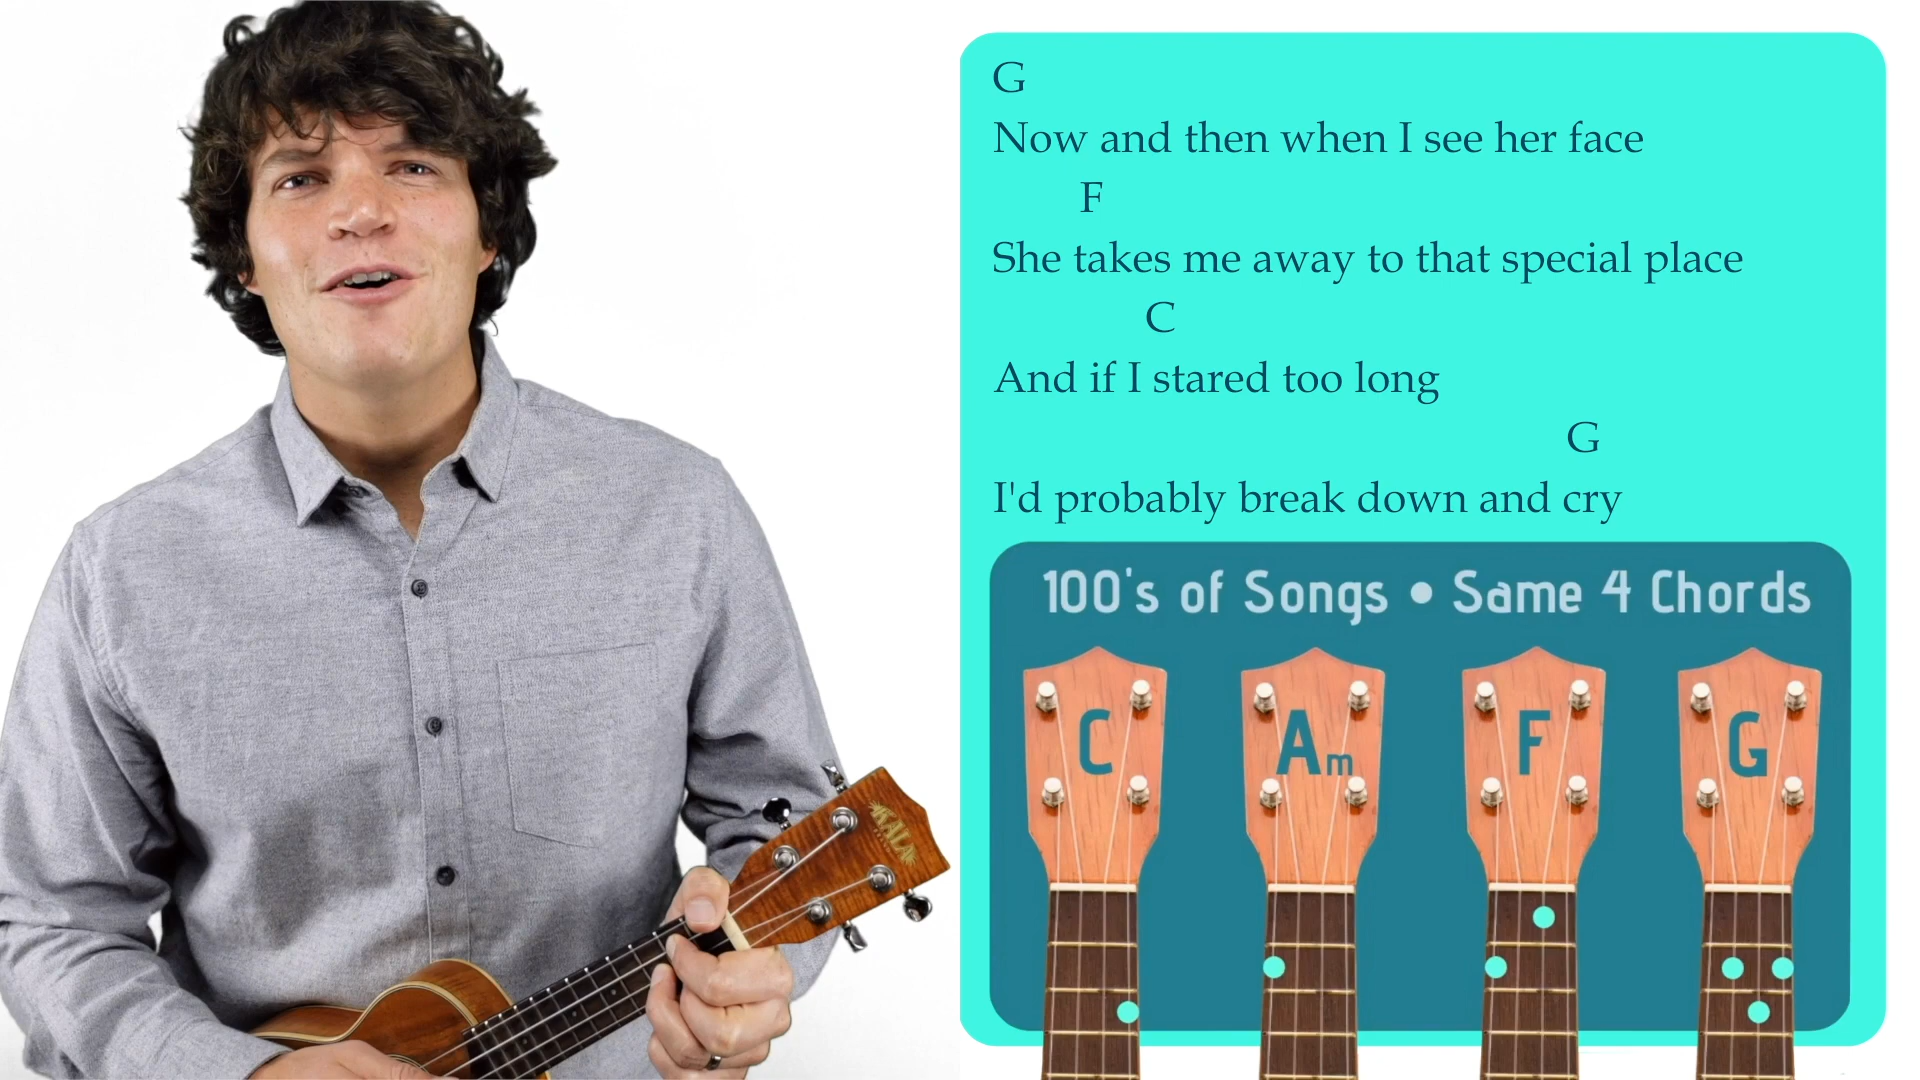 G
Now and then when I see her face
F
She takes me away to that special place
C
And if I stared too long
G
I'd probably break down and cry
100's of Songs • Same 4 Chords
C Am F G
KALA